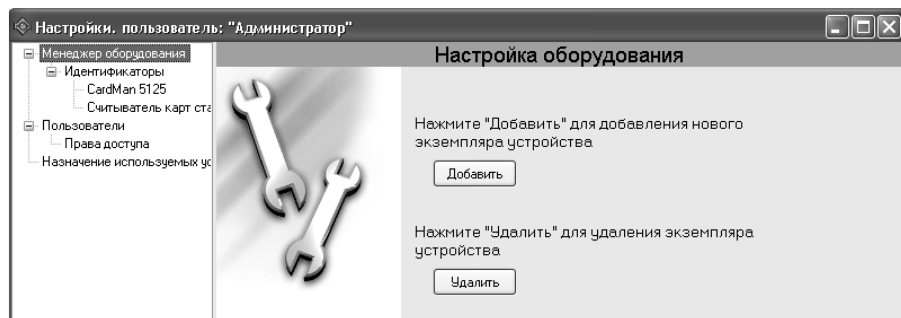 Настройки, пользователь: "Администратор"
Менеджер оборудования
Идентификаторы
CardMan 5125
Считыватель карт ста
Пользователи
Права доступа
Назначение используемых ус
Настройка оборудования
Нажмите "Добавить" для добавления нового
экземпляра устройства
Добавить
Нажмите "Удалить" для удаления экземпляра
устройства
Удалить